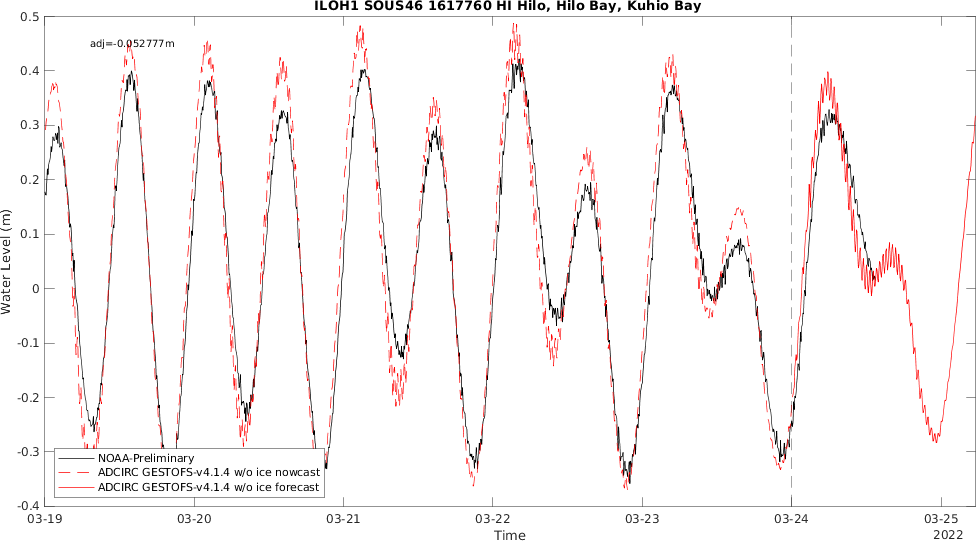 ILOH1 SOUS46 1617760 HI Hilo, Hilo Bay, Kuhio Bay
adj=-0.052777m
0.5
0.4
0.3
0.2
0.1
0
-0.1
-0.2
-0.3
-0.4
Water Level (m)
NOAA-Preliminary
ADCIRC GESTOFS-v4.1.4 w/o ice nowcast
ADCIRC GESTOFS-v4.1.4 w/o ice forecast
03-19 03-20 03-21 03-22 03-23 03-24 03-25
Time
2022